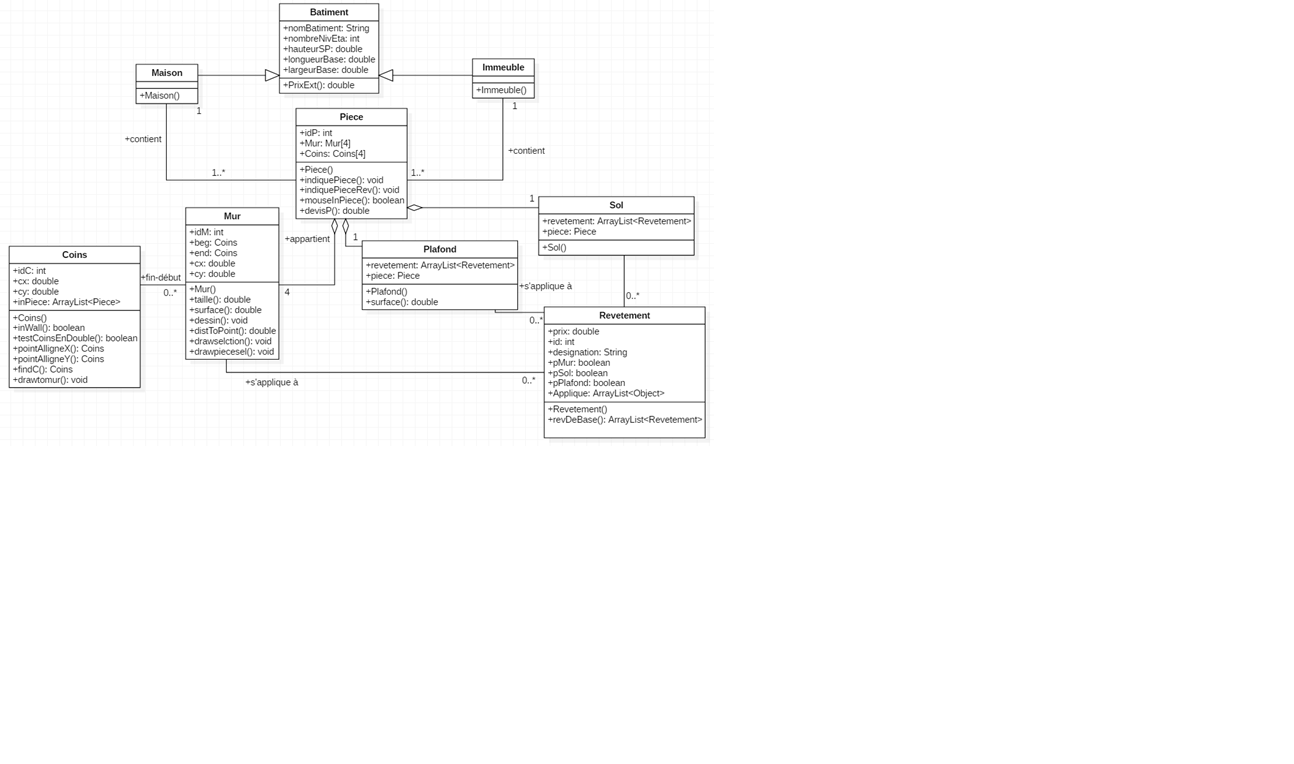 Batiment
+nomBatiment: String
+nombreNivEta: int
+hauteurSP: double
+longueurBase: double
+largeurBase: double
+PrixExt(): double
Maison
+Maison()
1
Immeuble
+Immeuble()
1
+contient
+contient
1..*
1..*
Piece
+idP: int
+Mur: Mur[4]
+Coins: Coins[4]
+Piece()
+indiquePiece(): void
+indiquePieceRev(): void
+mouseInPiece(): boolean
+devisP(): double
1
Sol
+revetement: ArrayList<Revetement>
+piece: Piece
+Sol()
Mur
+idM: int
+beg: Coins
+end: Coins
+cx: double
+cy: double
+Mur()
+taille(): double
+surface(): double
+dessin(): void
+distToPoint(): double
+drawselction(): void
+drawpiecesel(): void
+appartient
1
4
Plafond
+revetement: ArrayList<Revetement>
+piece: Piece
+Plafond()
+surface(): double
Coins
+idC: int
+cx: double
+cy: double
+inPiece: ArrayList<Piece>
+Coins()
+inWall(): boolean
+testCoinsEnDouble(): boolean
+pointAlligneX(): Coins
+pointAlligneY(): Coins
+findC(): Coins
+drawtomur(): void
+fin-début
0..*
+s'applique à
0..*
0..*
Revetement
+prix: double
+id: int
+designation: String
+pMur: boolean
+pSol: boolean
+pPlafond: boolean
+Applique: ArrayList<Object>
+Revetement()
+revDeBase(): ArrayList<Revetement>
+s'applique à
0..*